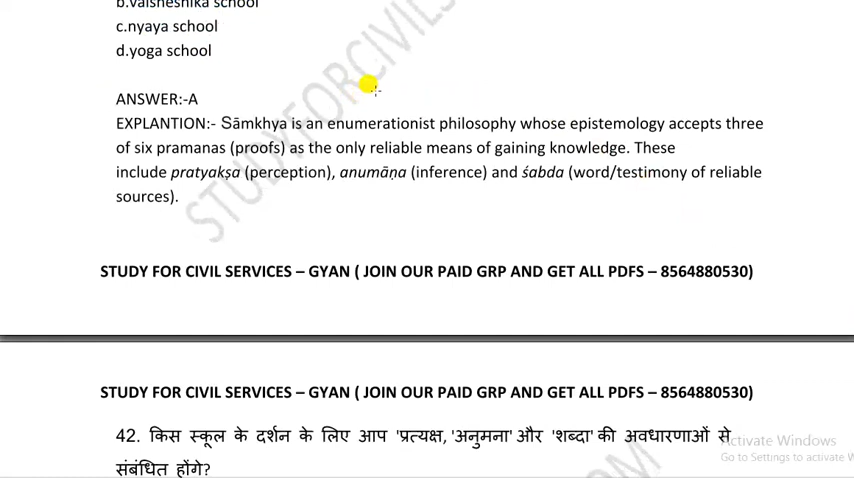 b.vaisheshika school
c.nyaya school
d.yoga school
ANSWER:-A
EXPLANTION:- Sāmkhya is an enumerationist philosophy whose epistemology accepts three
of six pramanas (proofs) as the only reliable means of gaining knowledge. These
include pratyakṣa (perception), anumāṇa (inference) and śabda (word/testimony of reliable
sources).
STUDY FOR CIVIL SERVICES – GYAN ( JOIN OUR PAID GRP AND GET ALL PDFS – 8564880530)
STUDY FOR CIVIL SERVICES – GYAN ( JOIN OUR PAID GRP AND GET ALL PDFS – 8564880530)
42. किस स्कूल के दर्शन के लिए आप 'प्रत्यक्ष, 'अनुमना' और 'शब्दा' की अवधारणाओं से
संबंधित होंगे?
Activate Windows
Go to Settings to activate W
STUDYFORCIVILS